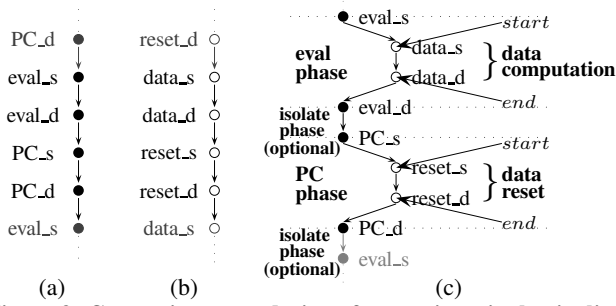 PC_d
eval_s
eval_d
PC_s
PC_d
eval_s
(a)
reset_d
data_s
data_d
reset_s
reset_d
data_s
(b)
eval_s
start
data_s
eval
phase
data_d
} data
computation
eval_d
end
isolate
phase
(optional)
PC_s
start
reset_s
PC
phase
reset_d
} data
reset
end
PC_d
isolate
phase
(optional)
eval_s
(c)